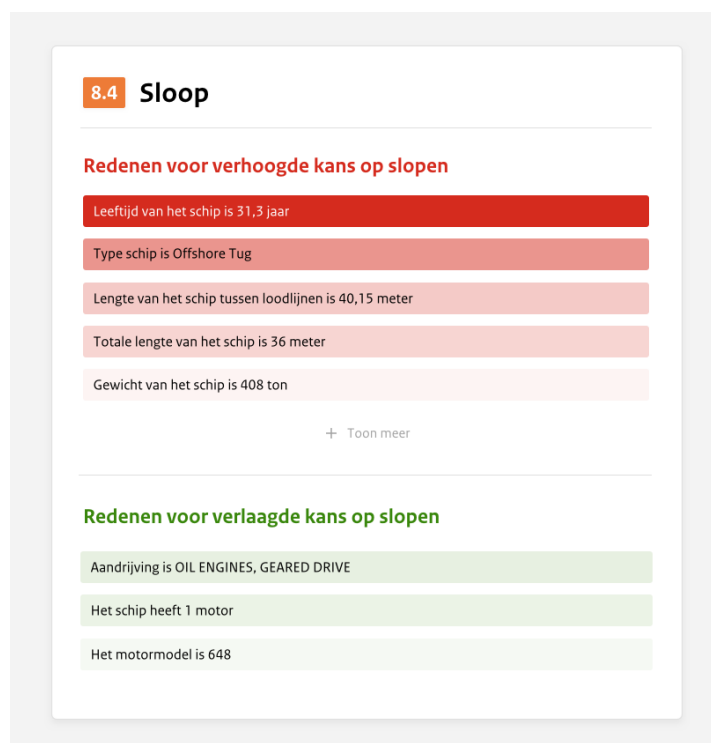 8.4 Sloop
Redenen voor verhoogde kans op slopen
Leeftijd van het schip is 31,3 jaar
Type schip is Offshore Tug
Lengte van het schip tussen loodlijnen is 40,15 meter
Totale lengte van het schip is 36 meter
Gewicht van het schip is 408 ton
+ Toon meer
Redenen voor verlaagde kans op slopen
Aandrijving is OIL ENGINES, GEARED DRIVE
Het schip heeft 1 motor
Het motormodel is 648